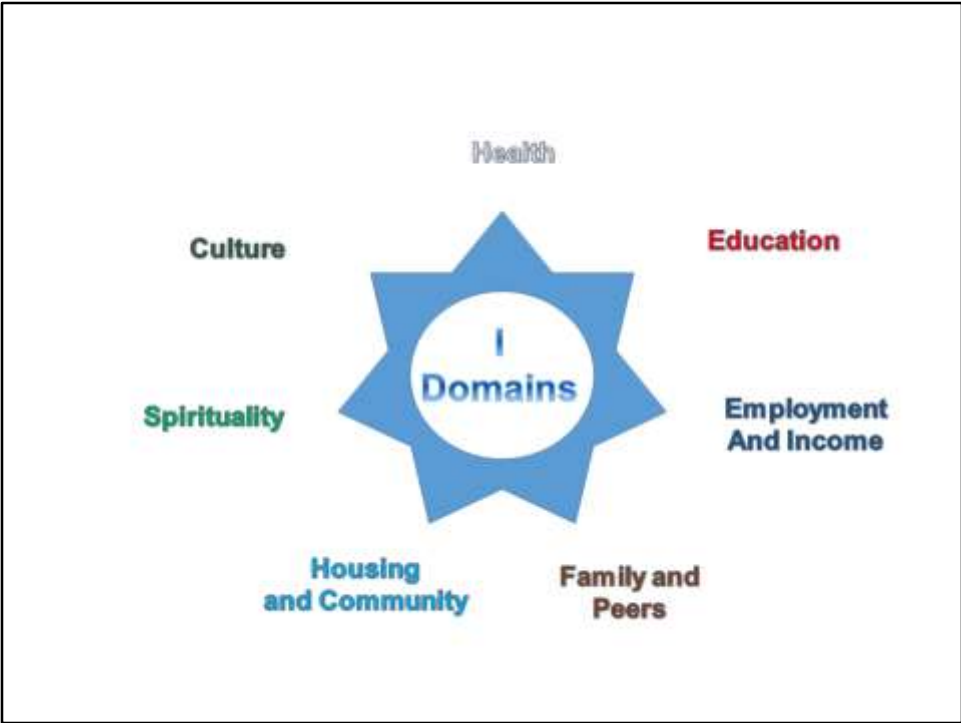 Health
Culture
Education
I
Domains
Spirituality
Employment
And Income
Housing
and Community
Family and
Peers